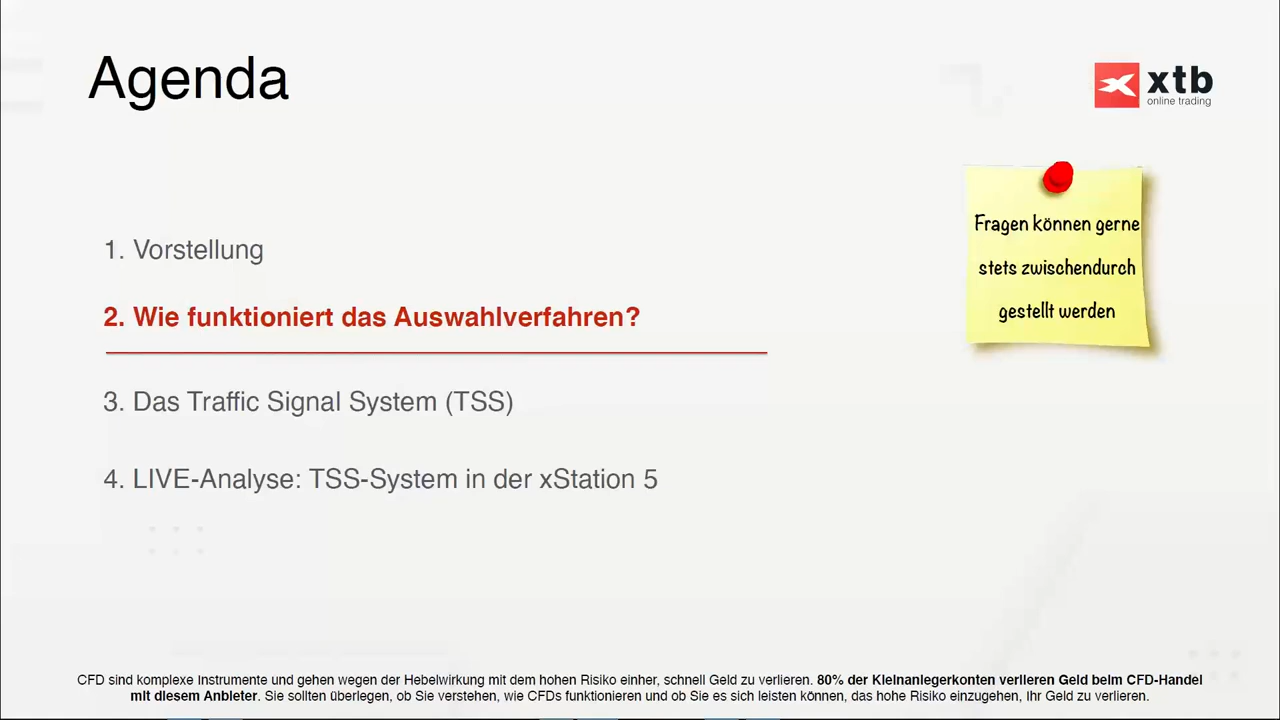 Agenda
xtb
online trading
Fragen können gerne
stets zwischendurch
gestellt werden
1. Vorstellung
2. Wie funktioniert das Auswahlverfahren?
3. Das Traffic Signal System (TSS)
4. LIVE-Analyse: TSS-System in der xStation 5
CFD sind komplexe Instrumente und gehen wegen der Hebelwirkung mit dem hohen Risiko einher, schnell Geld zu verlieren. 80% der Kleinanlegerkonten verlieren Geld beim CFD-Handel
mit diesem Anbieter. Sie sollten überlegen, ob Sie verstehen, wie CFDs funktionieren und ob Sie es sich leisten können, das hohe Risiko einzugehen, Ihr Geld zu verlieren.